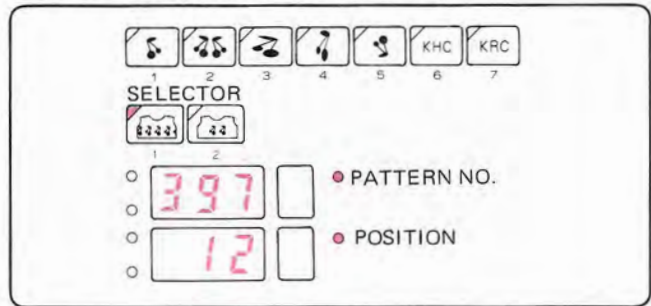 KHC KRC
1 2 3 4 5 6 7
SELECTOR
1 2
397 PATTERN NO.
12 POSITION